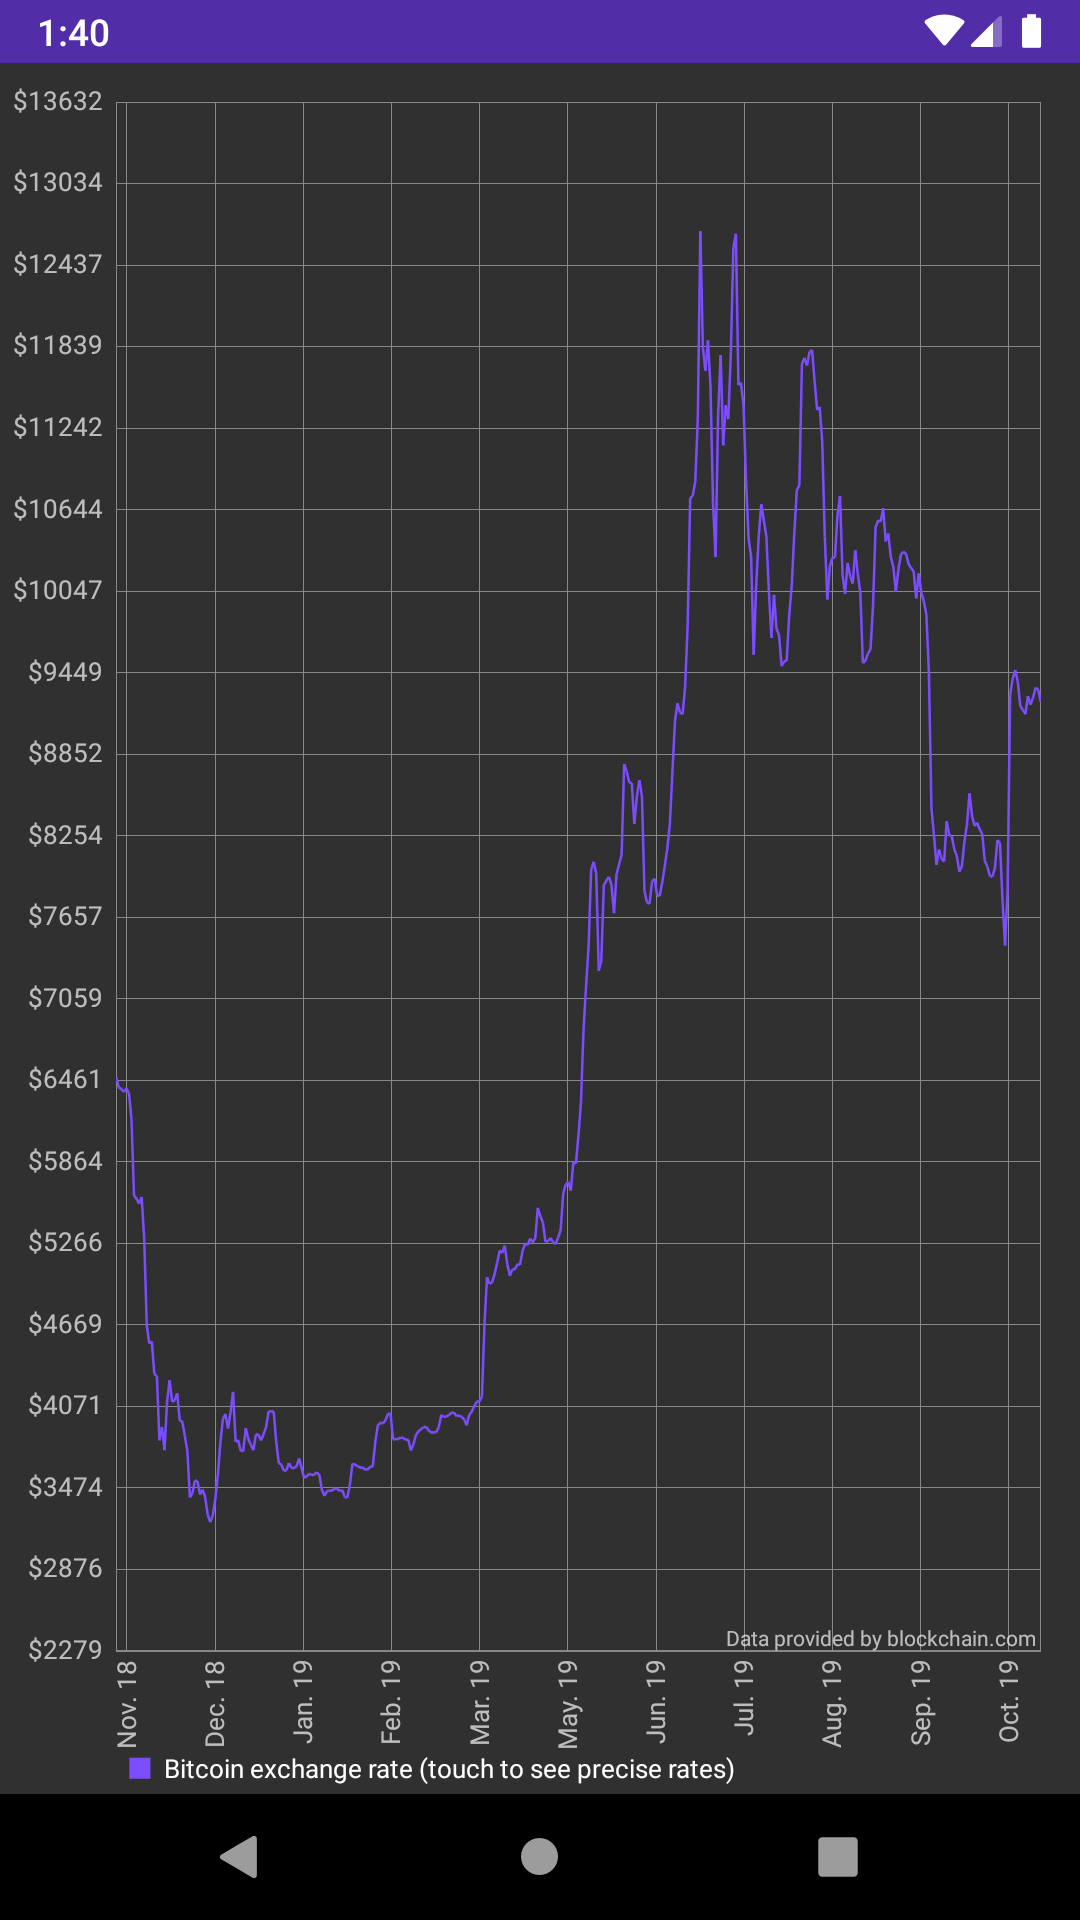 1:40
$13632
$13034
$12437
$11839
$11242
$10644
$10047
$9449
$8852
$8254
$7657
$7059
$6461
$5864
$5266
$4669
$4071
$3474
$2876
$2279
Data provided by blockchain.com
Nov. 18
Dec. 18
Jan. 19
Feb. 19
Mar. 19
May. 19
Jun. 19
Jul. 19
Aug. 19
Sep. 19
Oct. 19
Bitcoin exchange rate (touch to see precise rates)